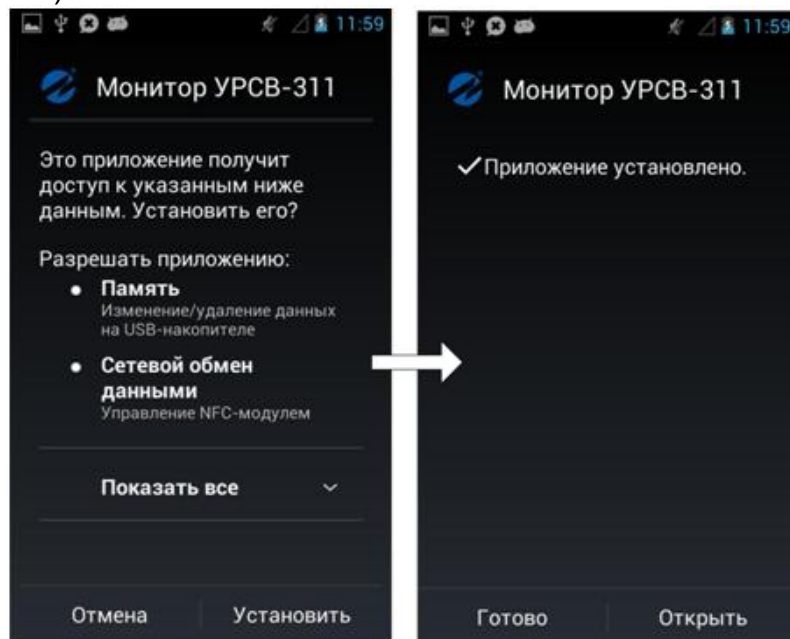 11:59
Монитор УРСВ-311
Это приложение получит
доступ к указанным ниже
данным. Установить его?
Разрешать приложению:
Память
Изменение/удаление данных
на USB-накопителе
Сетевой обмен
данными
Управление NFC-модулем
Показать все
Отмена Установить
11:59
Монитор УРСВ-311
Приложение установлено.
Готово Открыть